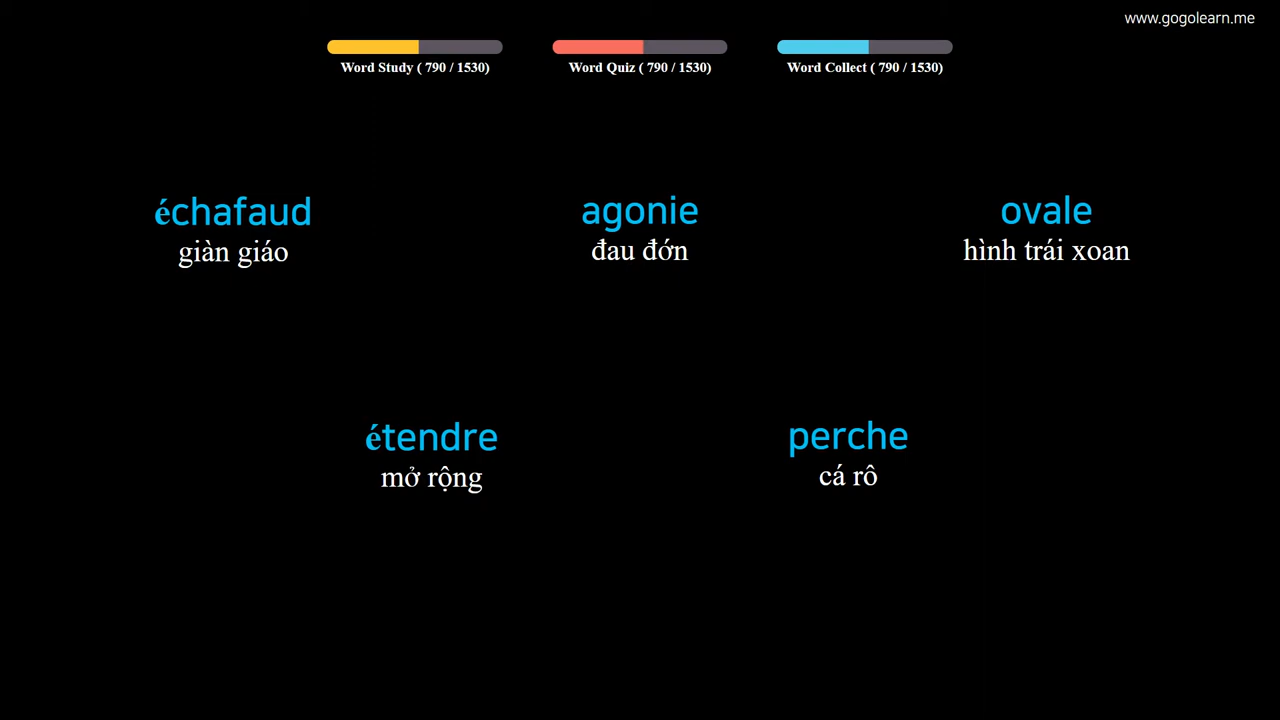 www.gogolearn.me
Word Study ( 790 / 1530)
Word Quiz ( 790 / 1530)
Word Collect ( 790 / 1530)
échafaud
giàn giáo
agonie
đau đớn
ovale
hình trái xoan
étendre
mở rộng
perche
cá rô